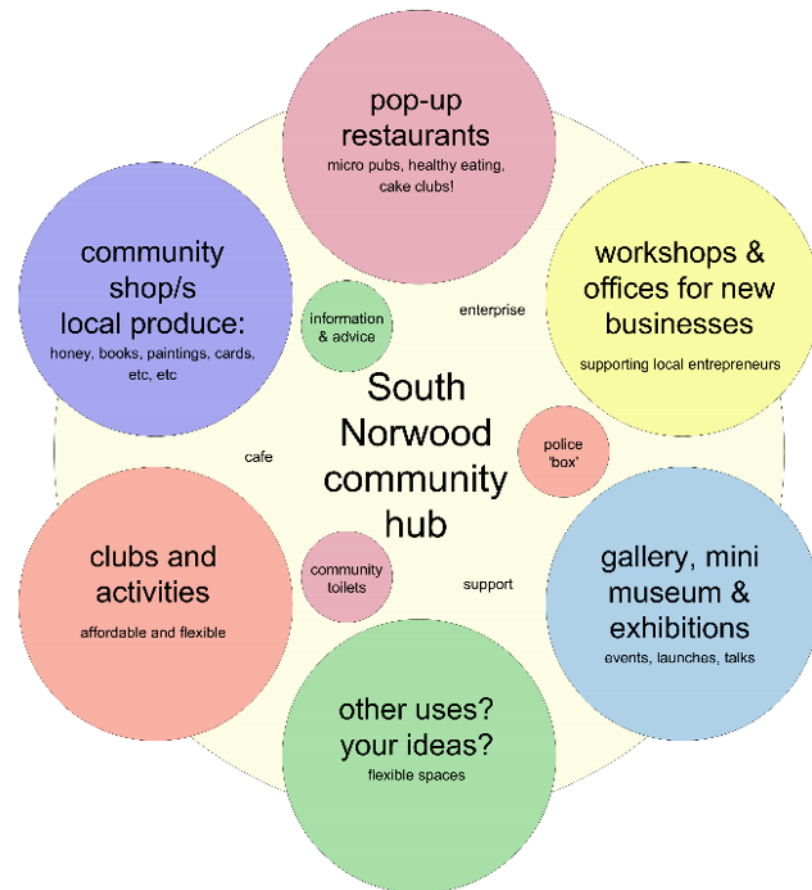 pop-up
restaurants
micro pubs, healthy eating,
cake clubs!
community
shop/s
local produce:
honey, books, paintings, cards,
etc, etc
workshops &
offices for new
businesses
supporting local entrepreneurs
information
& advice
enterprise
South
Norwood
community
hub
police
'box'
cafe
clubs and
activities
affordable and flexible
community
toilets
support
gallery, mini
museum &
exhibitions
events, launches, talks
other uses?
your ideas?
flexible spaces